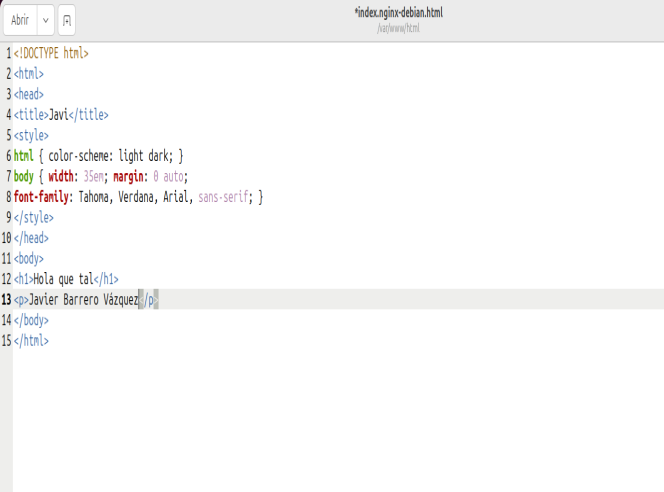 Abrir
*index.nginx-debian.html
/var/www/html
1 <!DOCTYPE html>
2 <html>
3 <head>
4 <title>Javi</title>
5 <style>
6 html { color-scheme: light dark; }
7 body { width: 35em; margin: 0 auto;
8 font-family: Tahoma, Verdana, Arial, sans-serif; }
9 </style>
10 </head>
11 <body>
12 <h1>Hola que tal</h1>
13 <p>Javier Barrero Vázquez</p>
14 </body>
15 </html>